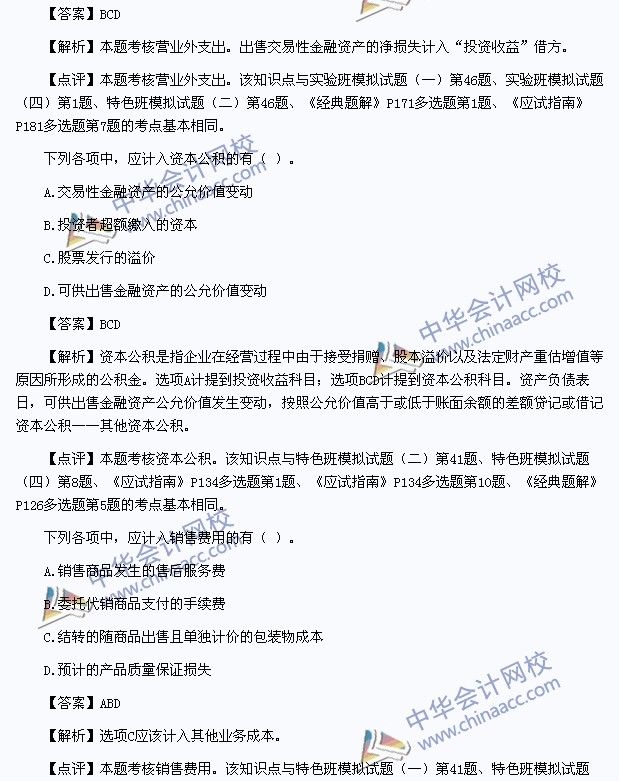 【答案】BCD
【解析】本题考核营业外支出。出售交易性金融资产的净损失计入“投资收益”借方。
【点评】本题考核营业外支出。该知识点与实验班模拟试题（一）第46题、实验班模拟试题
（四）第1题、特色班模拟试题（二）第46题、《经典题解》P171多选题第1题、《应试指南》
P181多选题第7题的考点基本相同。
下列各项中，应计入资本公积的有（ ）。
A.交易性金融资产的公允价值变动
B.投资者超额缴入的资本
C.股票发行的溢价
D.可供出售金融资产的公允价值变动
【答案】BCD
【解析】资本公积是指企业在经营过程中由于接受捐赠、股本溢价以及法定财产重估增值等
原因所形成的公积金。选项A计提到投资收益科目；选项BCD计提到资本公积科目。资产负债表
日，可供出售金融资产公允价值发生变动，按照公允价值高于或低于账面余额的差额贷记或借记
资本公积——其他资本公积。
【点评】本题考核资本公积。该知识点与特色班模拟试题（二）第41题、特色班模拟试题
（四）第8题、《应试指南》P134多选题第1题、《应试指南》P134多选题第10题、《经典题解》
P126多选题第5题的考点基本相同。
下列各项中，应计入销售费用的有（ ）。
A.销售商品发生的售后服务费
B.委托代销商品支付的手续费
C.结转的随商品出售且单独计价的包装物成本
D.预计的产品质量保证损失
【答案】ABD
【解析】选项C应该计入其他业务成本。
【点评】本题考核销售费用。该知识点与特色班模拟试题（一）第41题、特色班模拟试题
中华会计网校
www.chinaacc.com
中华会计网校
www.chinaacc.com
中华会计网校
www.chinaacc.com
中华会计网校
www.chinaacc.com